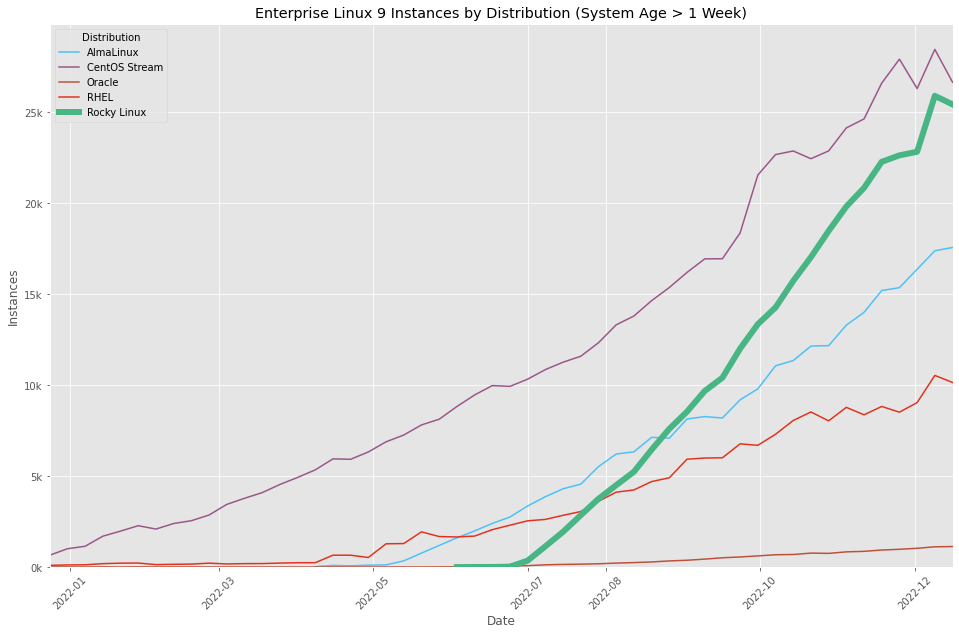 Enterprise Linux 9 Instances by Distribution (System Age > 1 Week)
Distribution
AlmaLinux
CentOS Stream
Oracle
RHEL
Rocky Linux
25k
20k
15k
10k
5k
0k
Instances
2022-01
2022-03
2022-05
2022-07
2022-08
2022-10
2022-12
Date